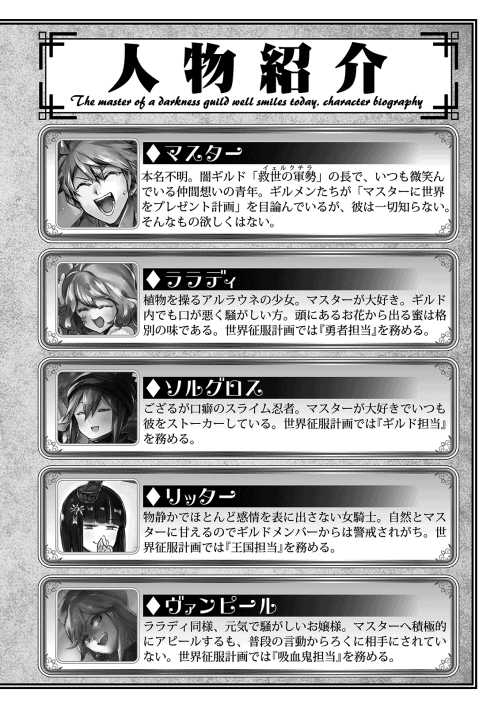 人物紹介
The master of a darkness guild well smiles today. character biography
◆マスター
本名不明。闇ギルド「救世の軍勢」の長で、いつも微笑ん
イェルクチラ
でいる仲間想いの青年。ギルメンたちが「マスターに世界
をプレゼント計画」を目論んでいるが、彼は一切知らない。
そんなもの欲しくはない。
◆ララディ
植物を操るアルラウネの少女。マスターが大好き。ギルド
内でも口が悪く騒がしい方。頭にあるお花から出る蜜は格
別の味である。世界征服計画では『勇者担当』を務める。
◆ソルグロス
ござるが口癖のスライム忍者。マスターが大好きでいつも
彼をストーカーしている。世界征服計画では『ギルド担当』
を務める。
◆リッター
物静かでほとんど感情を表に出さない女騎士。自然とマス
ターに甘えるのでギルドメンバーからは警戒されがち。世
界征服計画では『王国担当』を務める。
◆ヴァンピール
ララディ同様、元気で騒がしいお嬢様。マスターへ積極的
にアピールするも、普段の言動からろくに相手にされてい
ない。世界征服計画では『吸血鬼担当』を務める。